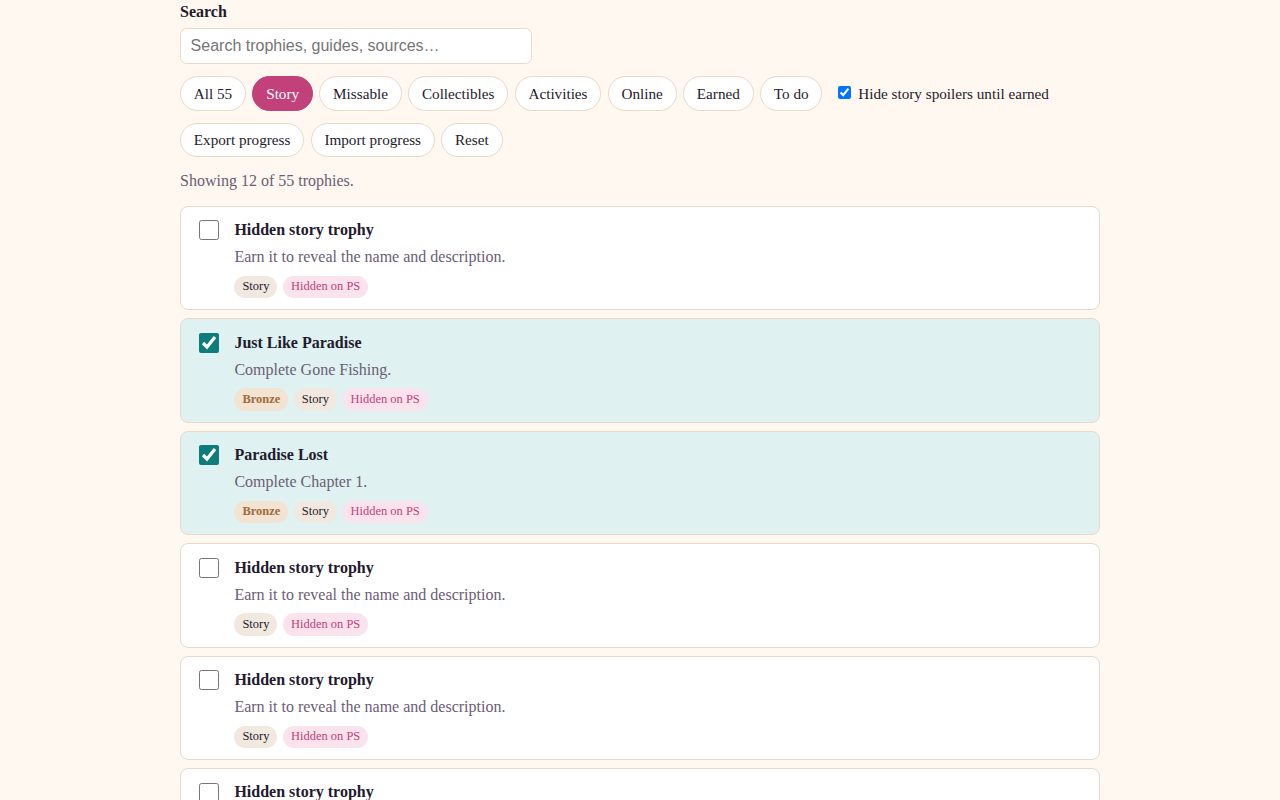 Search
Search trophies, guides, sources…
All 55 Story Missable Collectibles Activities Online Earned To do Hide story spoilers until earned
Export progress Import progress Reset
Showing 12 of 55 trophies.
Hidden story trophy
Earn it to reveal the name and description.
Story Hidden on PS
Just Like Paradise
Complete Gone Fishing.
Bronze Story Hidden on PS
Paradise Lost
Complete Chapter 1.
Bronze Story Hidden on PS
Hidden story trophy
Earn it to reveal the name and description.
Story Hidden on PS
Hidden story trophy
Earn it to reveal the name and description.
Story Hidden on PS
Hidden story trophy